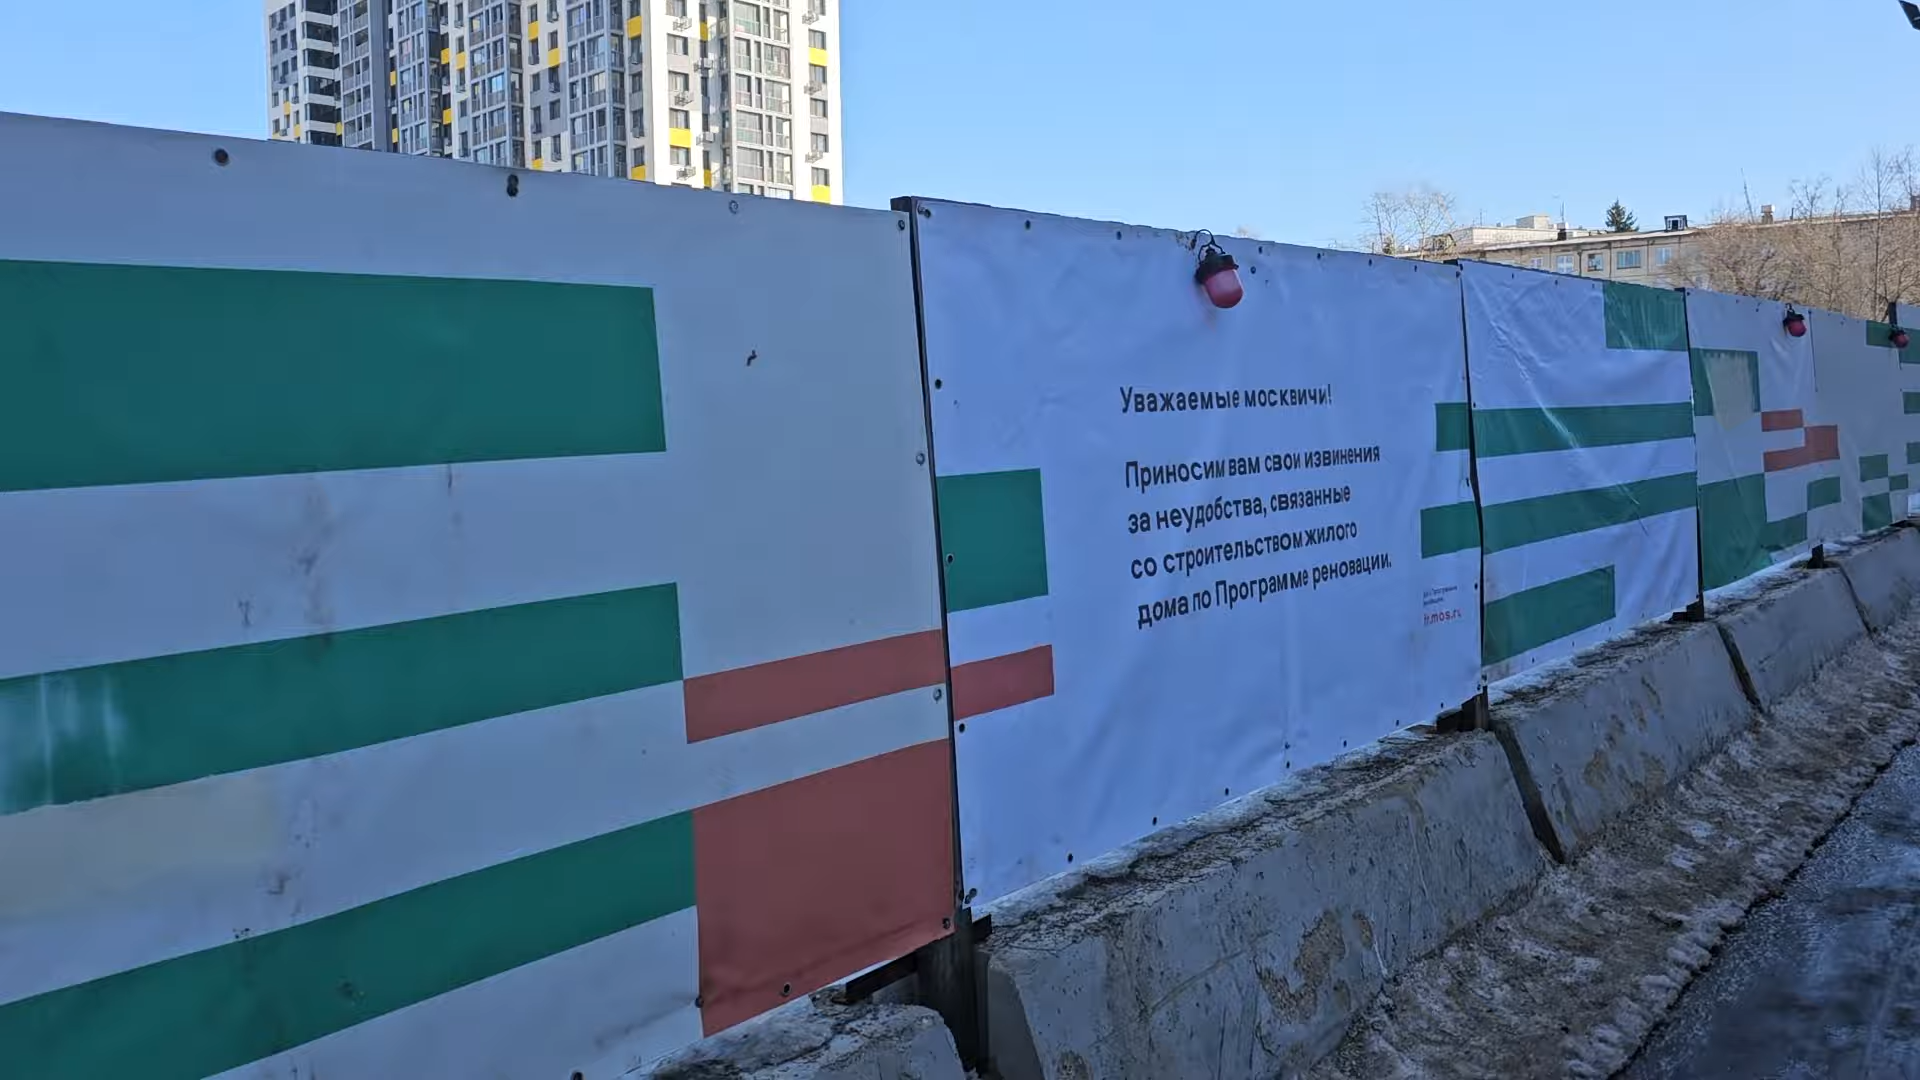 Уважаемые москвичи!
Приносим вам свои извинения
за неудобства, связанные
со строительством жилого
дома по Программе реновации.
fr.mos.ru